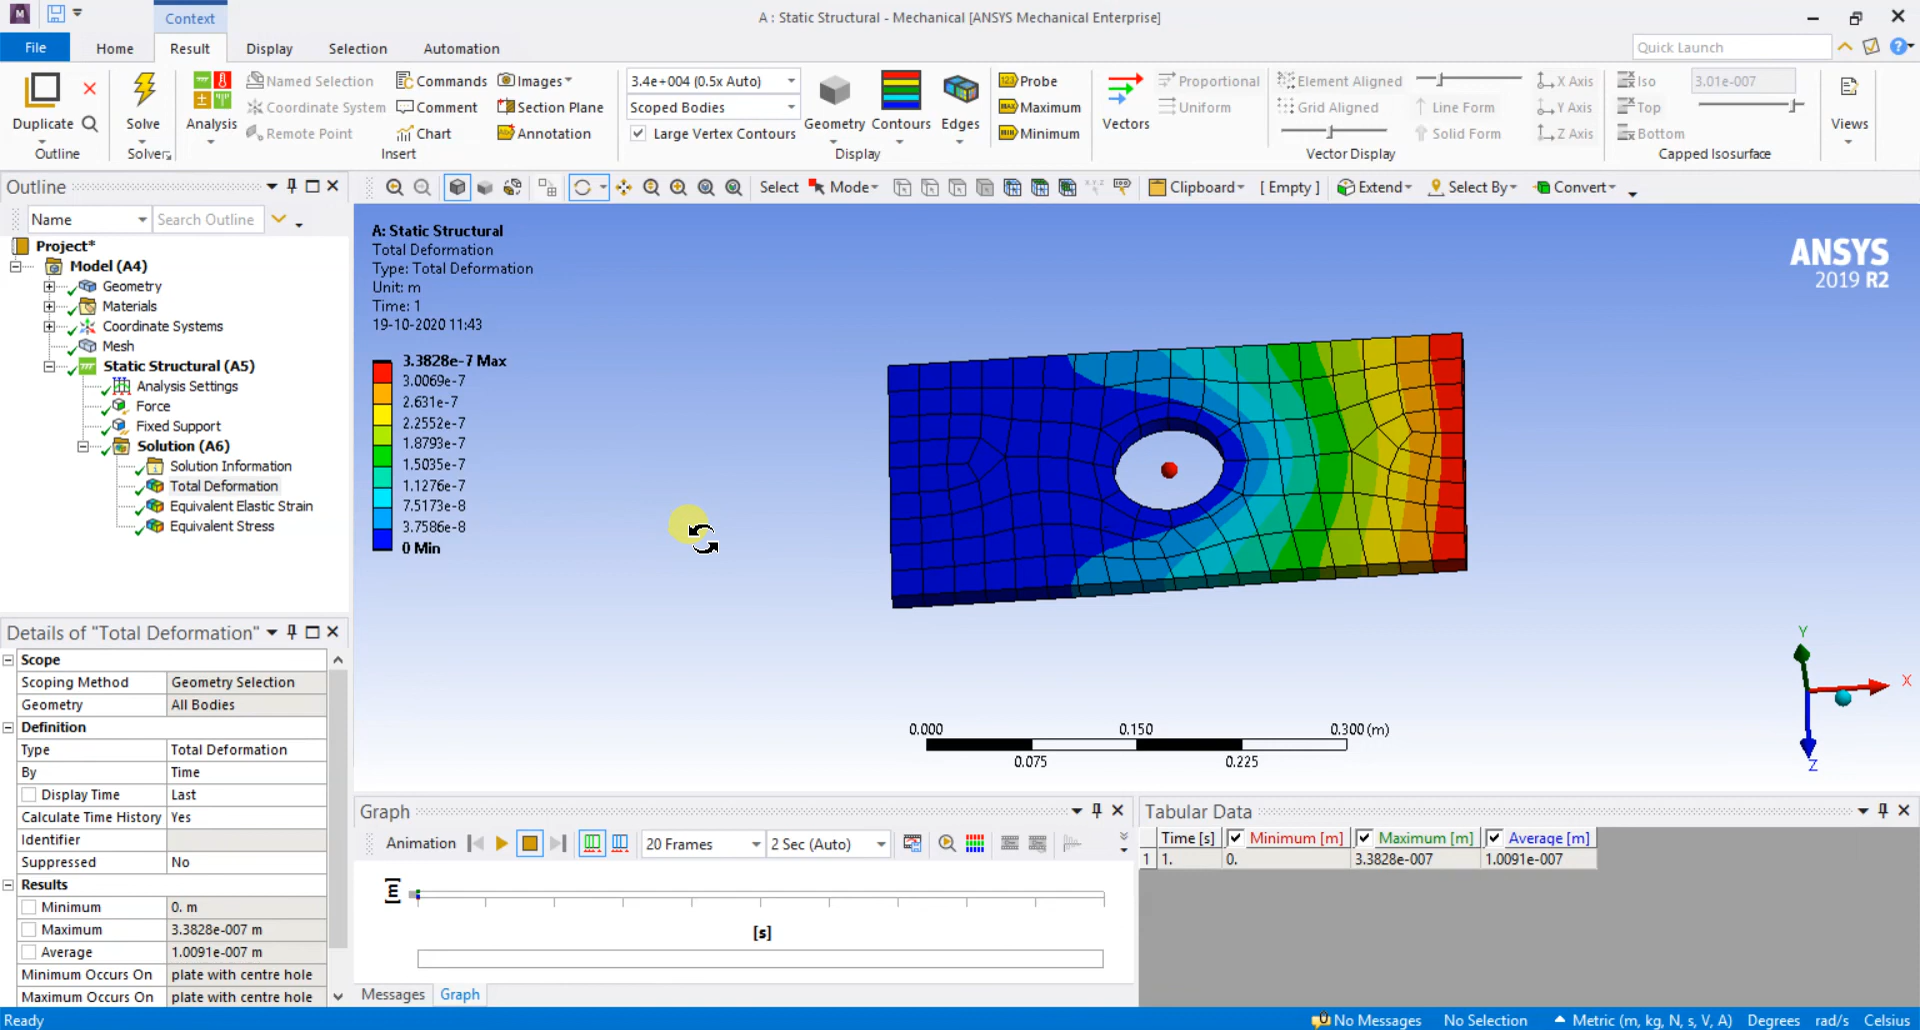 Context
A : Static Structural - Mechanical [ANSYS Mechanical Enterprise]
File Home Result Display Selection Automation
Quick Launch
Duplicate
Outline
Solve
Solver
Analysis
Named Selection
Coordinate System
Remote Point
Commands
Comment
Chart
Images
Section Plane
Annotation
Insert
3.4e+004 (0.5x Auto)
Scoped Bodies
Large Vertex Contours
Geometry
Contours
Edges
Display
Probe
Maximum
Minimum
Vectors
Proportional
Uniform
Element Aligned
Grid Aligned
Line Form
Solid Form
X Axis
Y Axis
Z Axis
Vector Display
Iso
Top
Bottom
3.01e-007
Capped Isosurface
Views
Outline
Name
Search Outline
Select Mode Clipboard [ Empty ] Extend Select By Convert
Project*
Model (A4)
Geometry
Materials
Coordinate Systems
Mesh
Static Structural (A5)
Analysis Settings
Force
Fixed Support
Solution (A6)
Solution Information
Total Deformation
Equivalent Elastic Strain
Equivalent Stress
A: Static Structural
Total Deformation
Type: Total Deformation
Unit: m
Time: 1
19-10-2020 11:43
3.3828e-7 Max
3.0069e-7
2.631e-7
2.2552e-7
1.8793e-7
1.5035e-7
1.1276e-7
7.5173e-8
3.7586e-8
0 Min
ANSYS
2019 R2
Y
X
Z
0.000 0.150 0.300 (m)
0.075 0.225
Details of "Total Deformation"
Scope
Scoping Method Geometry Selection
Geometry All Bodies
Definition
Type Total Deformation
By Time
Display Time Last
Calculate Time History Yes
Identifier
Suppressed No
Results
Minimum 0. m
Maximum 3.3828e-007 m
Average 1.0091e-007 m
Minimum Occurs On plate with centre hole
Maximum Occurs On plate with centre hole
Graph
Animation 20 Frames 2 Sec (Auto)
[m]
[s]
Messages Graph
Tabular Data
Time [s] Minimum [m] Maximum [m] Average [m]
1 1. 0. 3.3828e-007 1.0091e-007
Ready
No Messages No Selection Metric (m, kg, N, s, V, A) Degrees rad/s Celsius